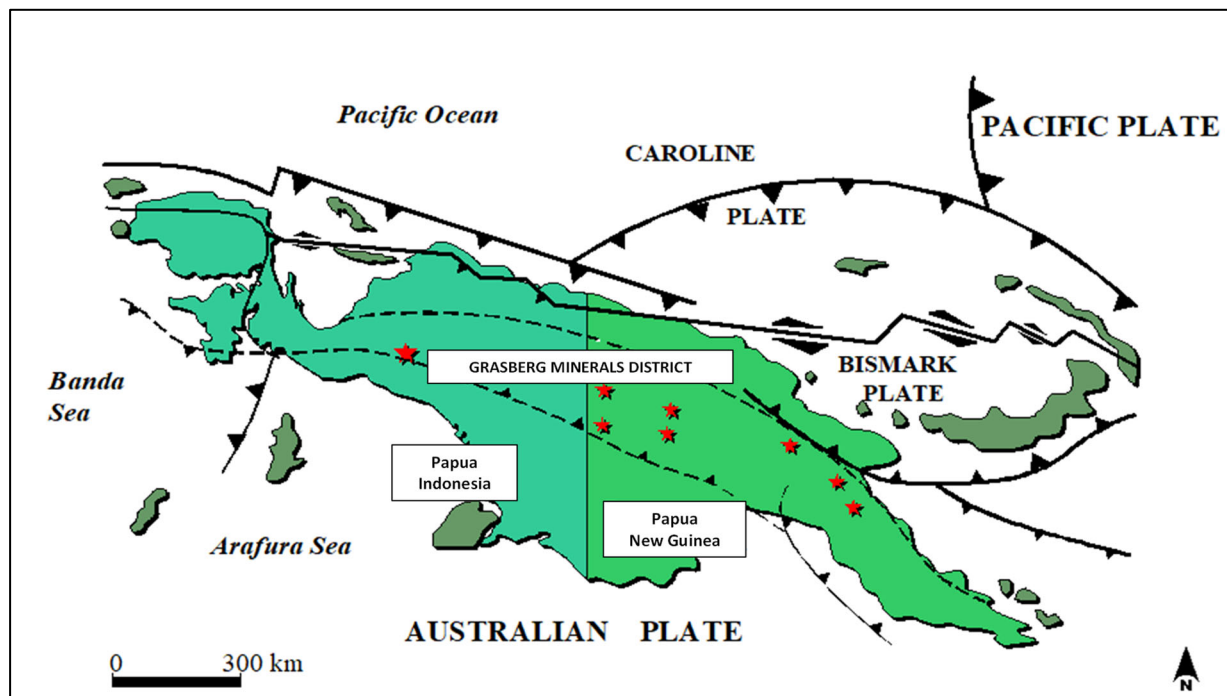 Pacific Ocean
PACIFIC PLATE
CAROLINE
PLATE
GRASBERG MINERALS DISTRICT
BISMARK
PLATE
Banda
Sea
Papua
Indonesia
Papua
New Guinea
Arafura Sea
AUSTRALIAN PLATE
0 300 km
N